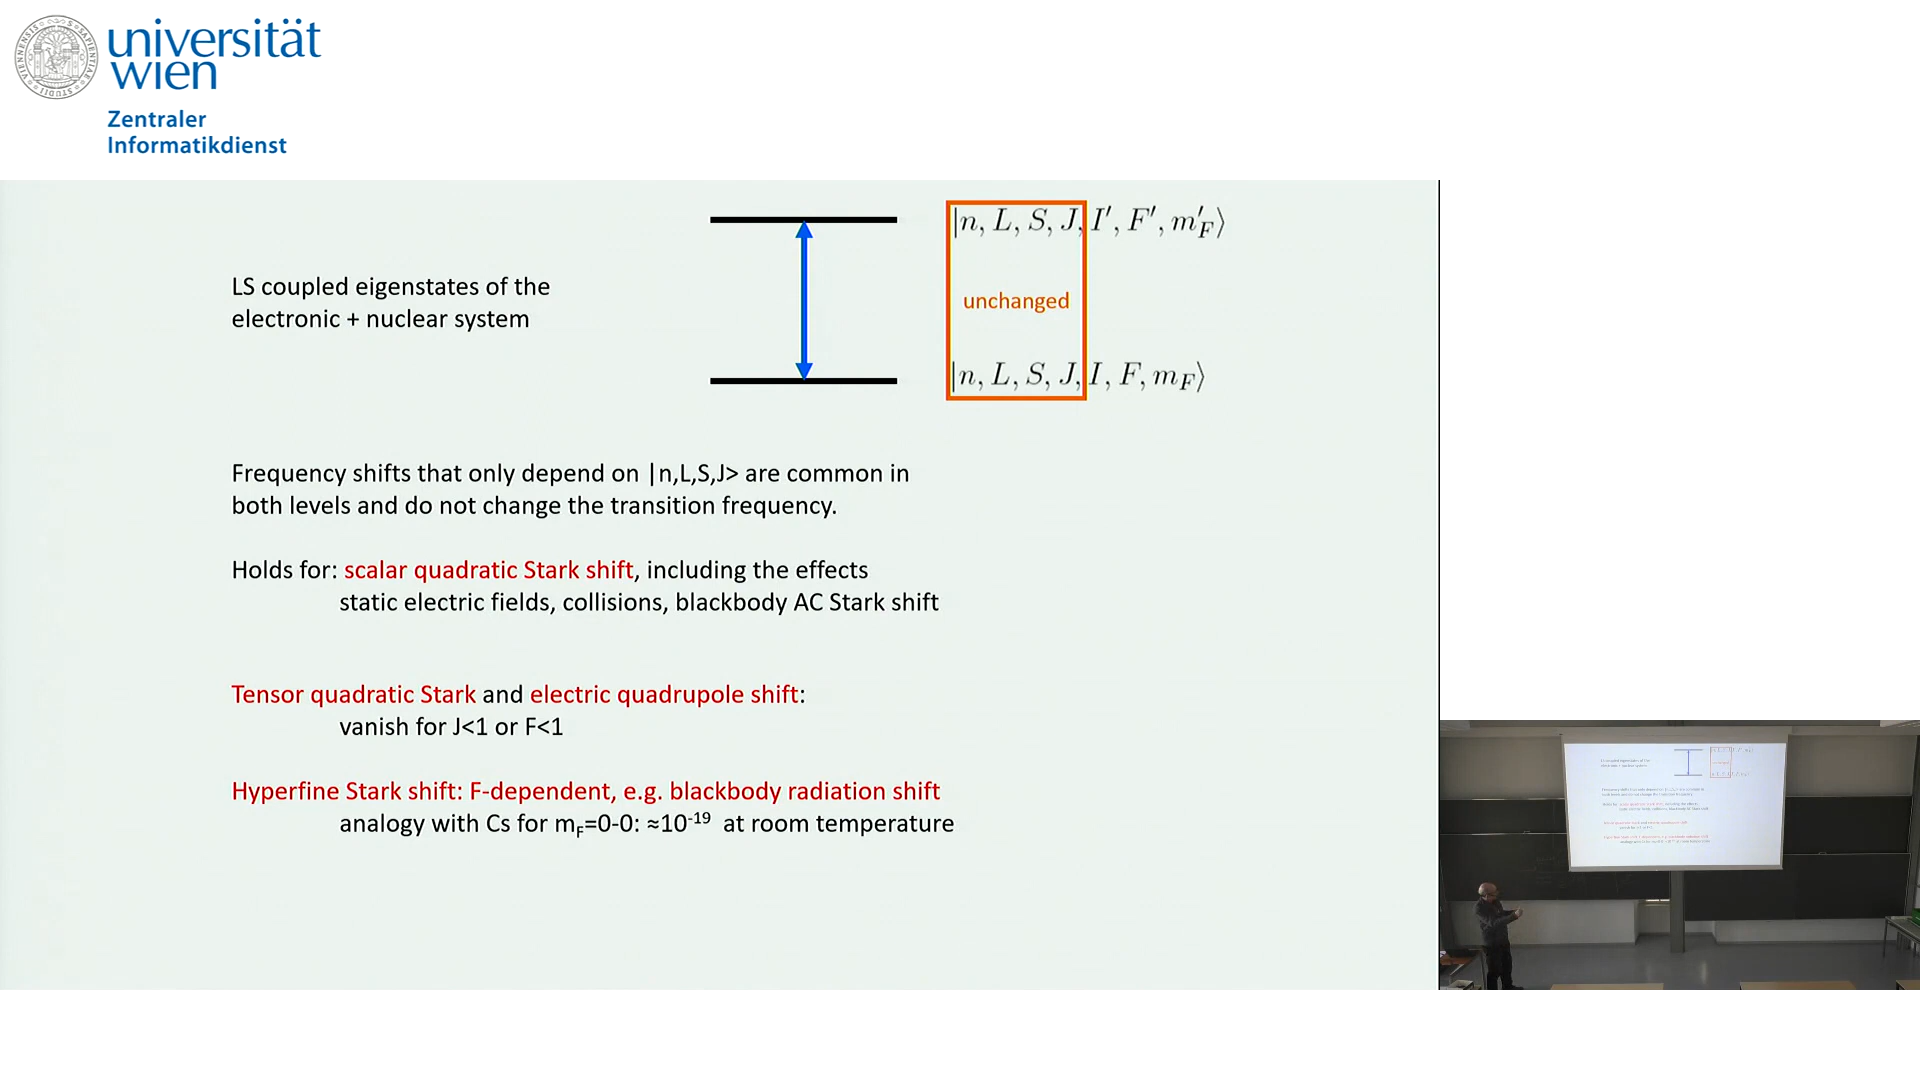 universität
wien
Zentraler
Informatikdienst
|n, L, S, J, I′, F′, m′_F⟩
LS coupled eigenstates of the
electronic + nuclear system
unchanged
|n, L, S, J, I, F, m_F⟩
Frequency shifts that only depend on |n,L,S,J> are common in
both levels and do not change the transition frequency.
Holds for: scalar quadratic Stark shift, including the effects
static electric fields, collisions, blackbody AC Stark shift
Tensor quadratic Stark and electric quadrupole shift:
vanish for J<1 or F<1
Hyperfine Stark shift: F-dependent, e.g. blackbody radiation shift
analogy with Cs for m_F=0-0: ≈10⁻¹⁹ at room temperature